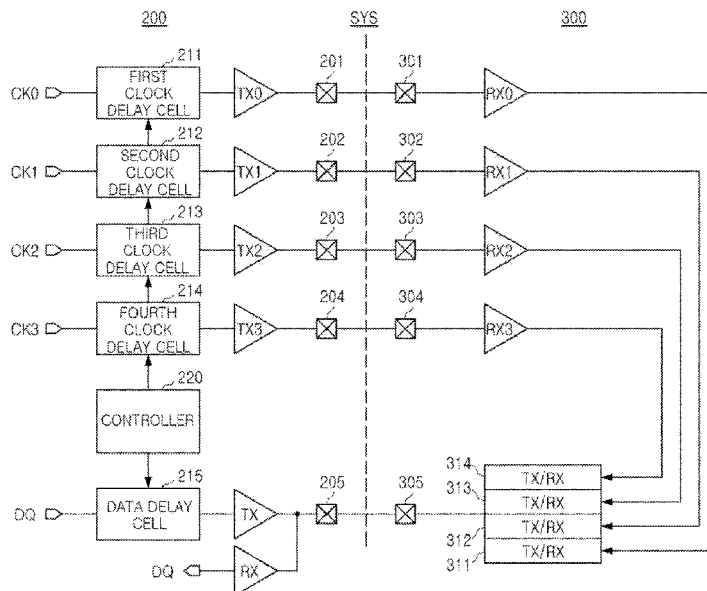 200
SYS
300
211
201
301
CK0
FIRST
CLOCK
DELAY CELL
TX0
RX0
212
202
302
CK1
SECOND
CLOCK
DELAY CELL
TX1
RX1
213
203
303
CK2
THIRD
CLOCK
DELAY CELL
TX2
RX2
214
204
304
CK3
FOURTH
CLOCK
DELAY CELL
TX3
RX3
220
CONTROLLER
215
205
305
DQ
DATA DELAY
CELL
TX
DQ
RX
314
TX/RX
313
TX/RX
312
TX/RX
311
TX/RX